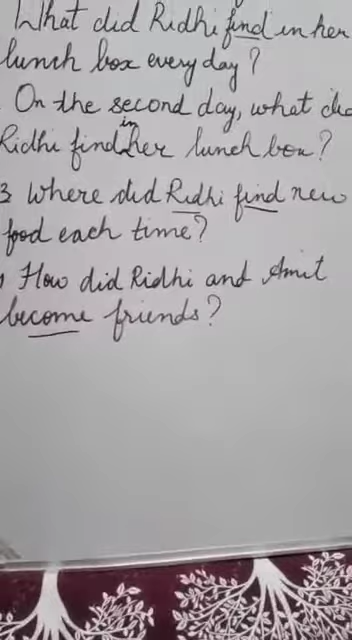 What did Ridhi find in her
lunch box every day?
On the second day, what did
Ridhi find in her lunch box?
3 Where did Ridhi find new
food each time?
How did Ridhi and Amit
become friends?